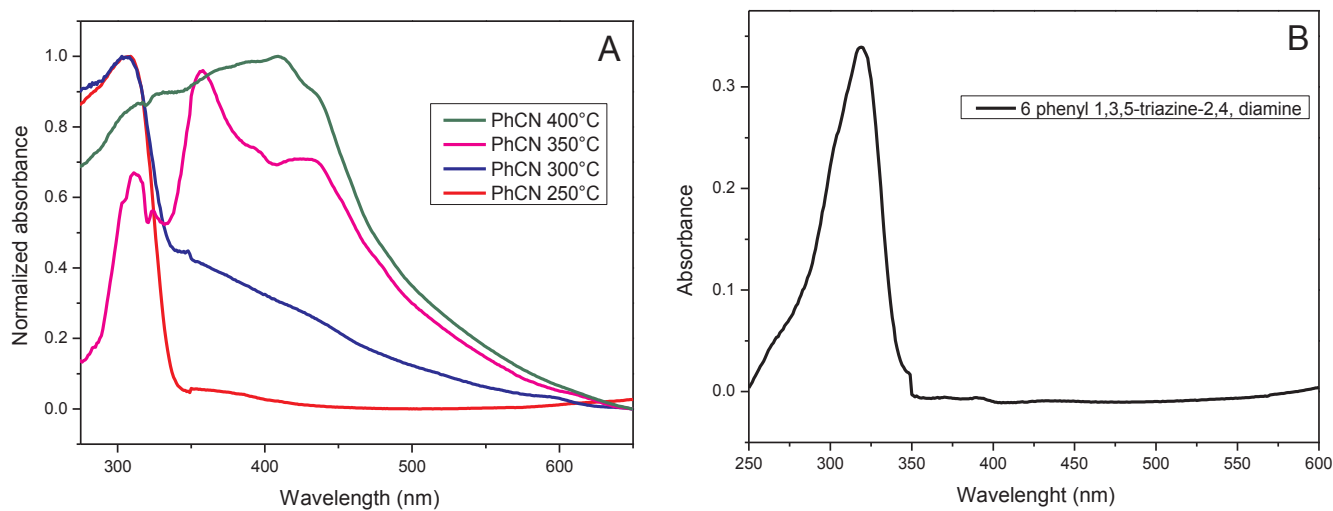 A
1.0
0.8
0.6
0.4
0.2
0.0
Normalized absorbance
PhCN 400°C
PhCN 350°C
PhCN 300°C
PhCN 250°C
300
400
500
600
Wavelength (nm)
B
0.3
0.2
0.1
0.0
Absorbance
6 phenyl 1,3,5-triazine-2,4, diamine
250
300
350
400
450
500
550
600
Wavelenght (nm)